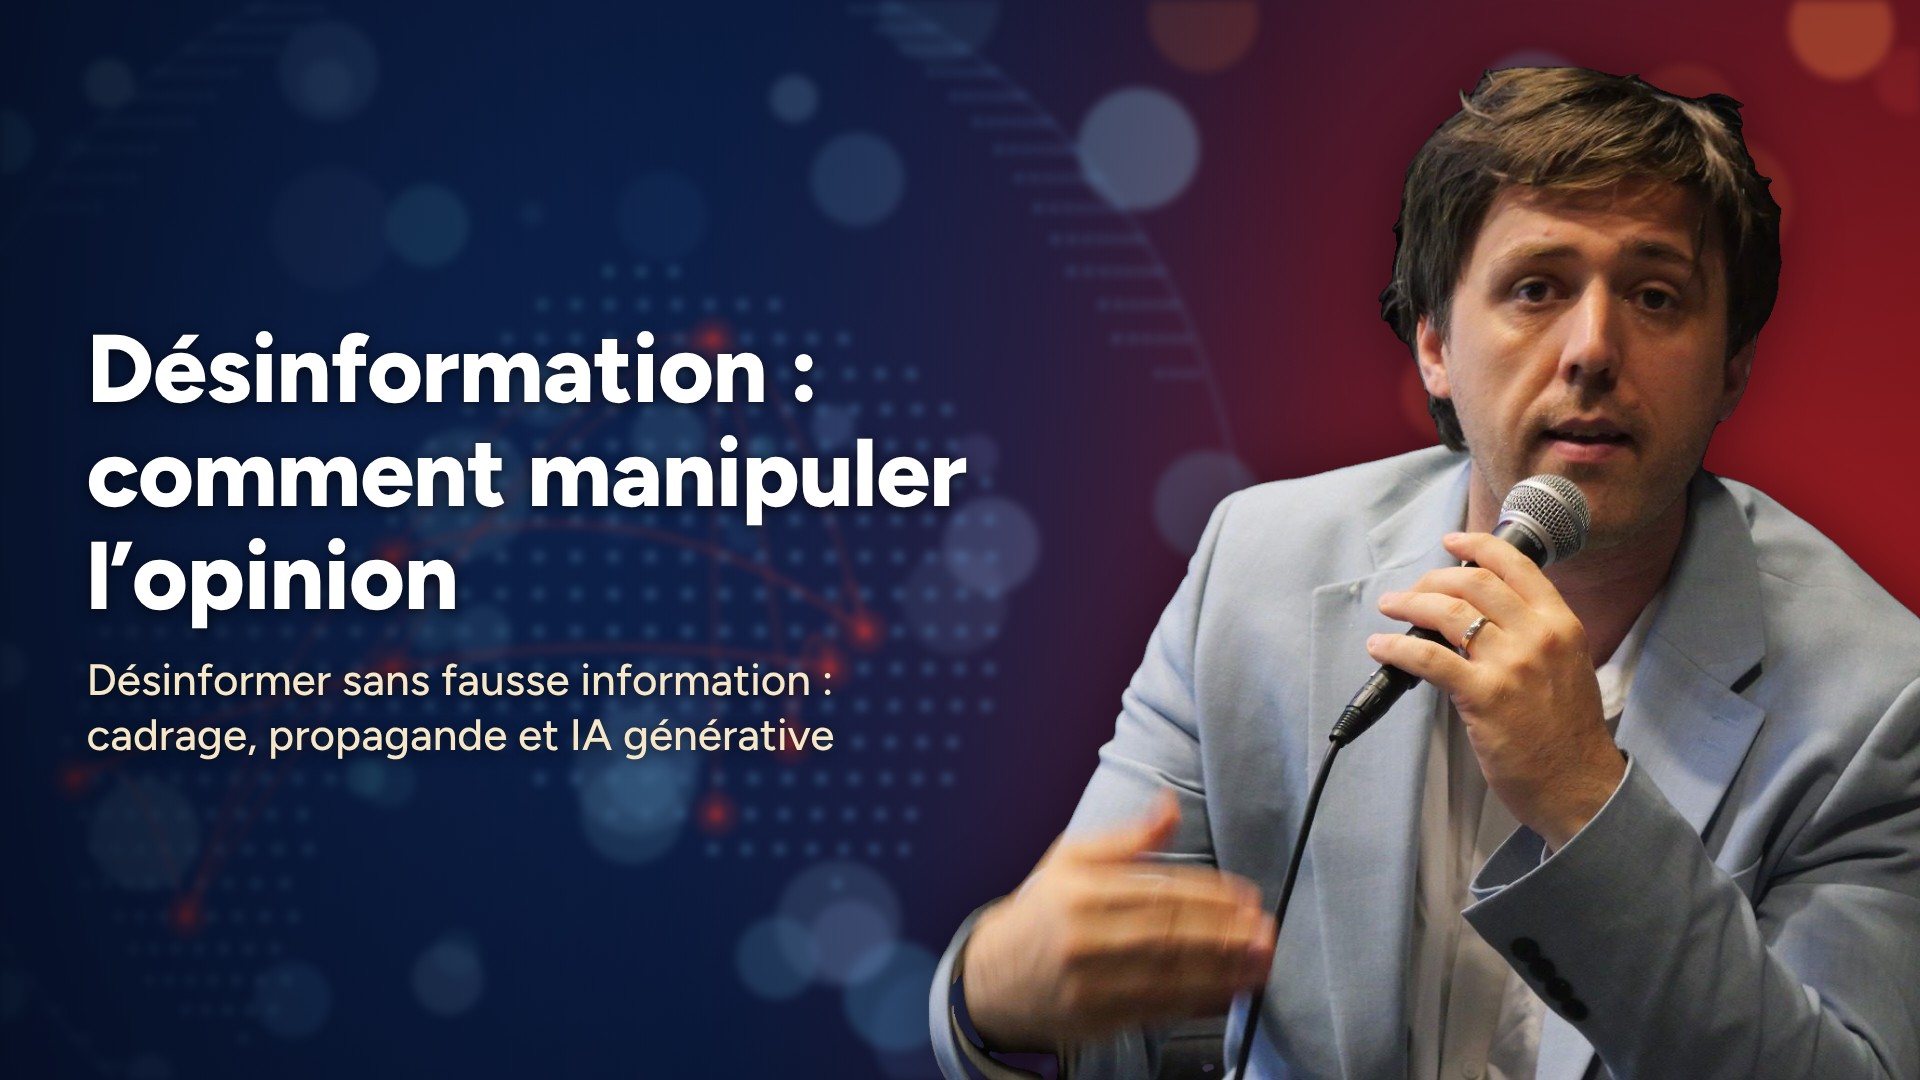 Désinformation :
comment manipuler
l’opinion
Désinformer sans fausse information :
cadrage, propagande et IA générative